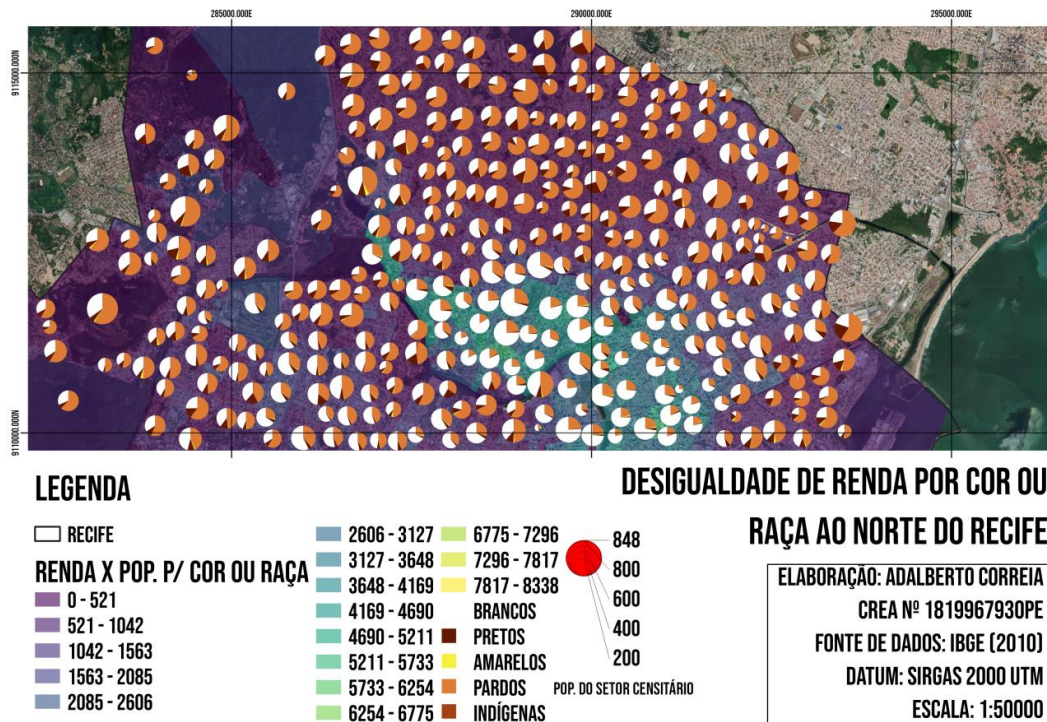 285000.000E
290000.000E
295000.000E
9115000.000N
9110000.000N
LEGENDA
RECIFE
RENDA X POP. P/ COR OU RAÇA
0 - 521
521 - 1042
1042 - 1563
1563 - 2085
2085 - 2606
2606 - 3127
3127 - 3648
3648 - 4169
4169 - 4690
4690 - 5211
5211 - 5733
5733 - 6254
6254 - 6775
6775 - 7296
7296 - 7817
7817 - 8338
BRANCOS
PRETOS
AMARELOS
PARDOS
INDÍGENAS
848
800
600
400
200
POP. DO SETOR CENSITÁRIO
DESIGUALDADE DE RENDA POR COR OU
RAÇA AO NORTE DO RECIFE
ELABORAÇÃO: ADALBERTO CORREIA
CREA Nº 1819967930PE
FONTE DE DADOS: IBGE (2010)
DATUM: SIRGAS 2000 UTM
ESCALA: 1:50000